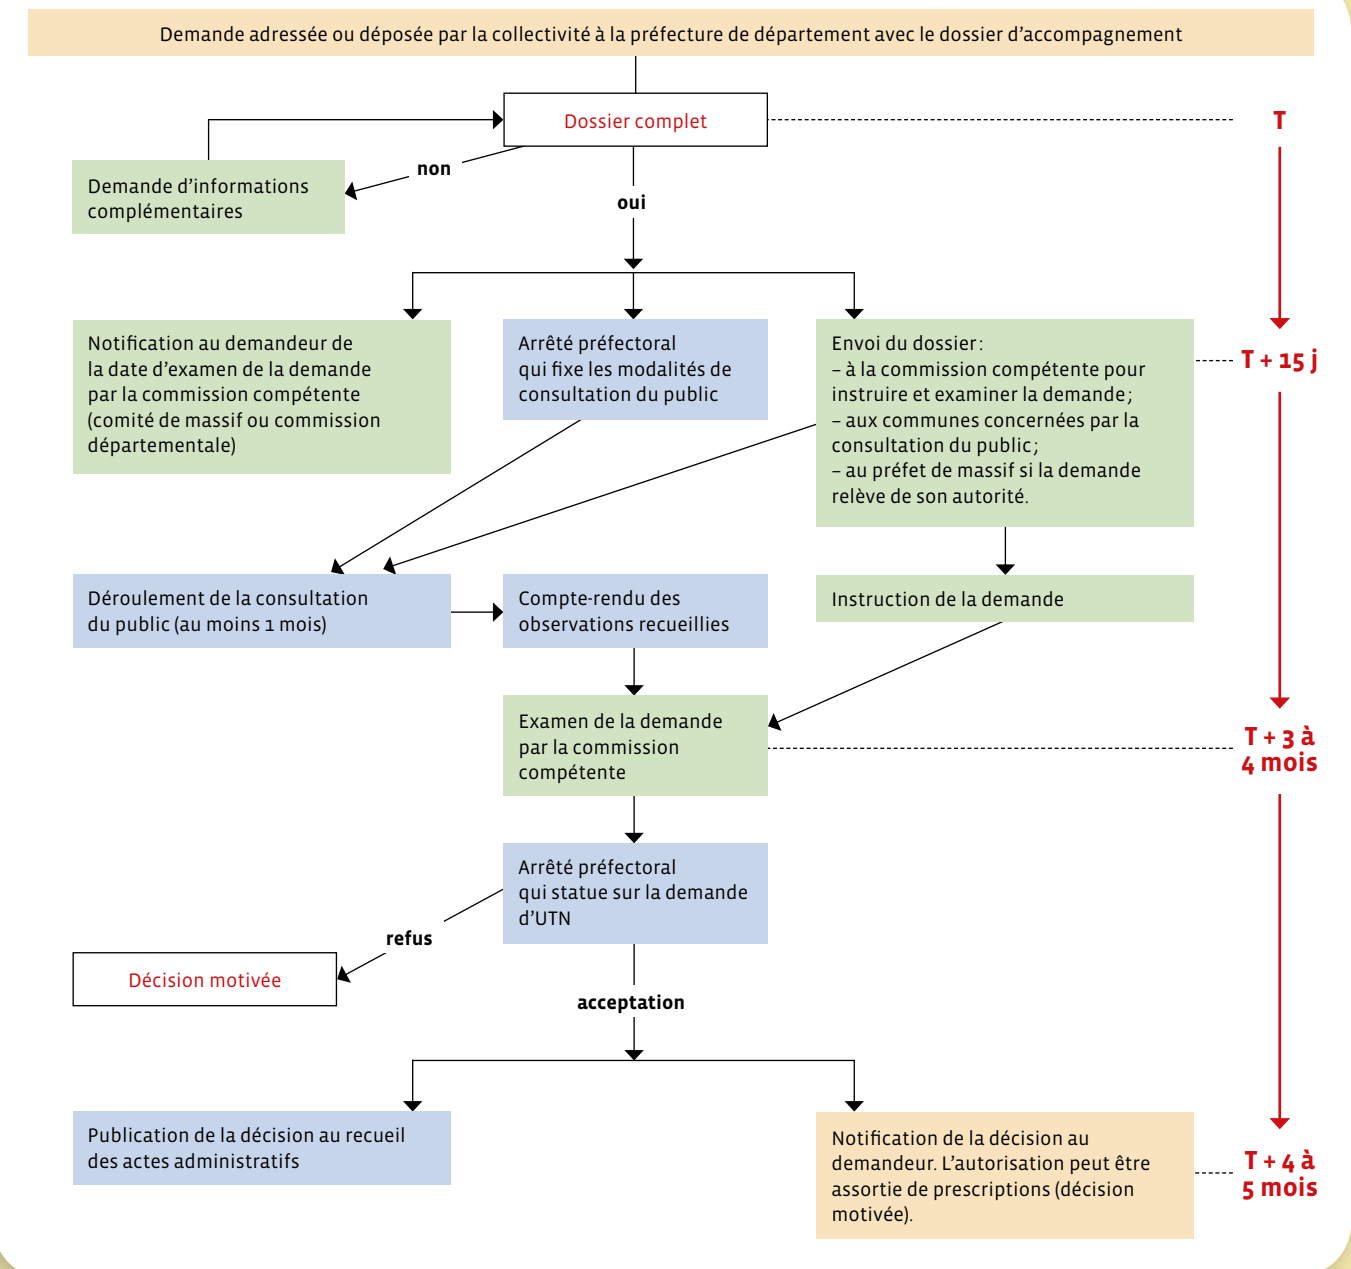 Demande adressée ou déposée par la collectivité à la préfecture de département avec le dossier d’accompagnement
Dossier complet
T
non
Demande d’informations
complémentaires
oui
Notification au demandeur de
la date d’examen de la demande
par la commission compétente
(comité de massif ou commission
départementale)
Arrêté préfectoral
qui fixe les modalités de
consultation du public
Envoi du dossier :
– à la commission compétente pour
instruire et examiner la demande ;
– aux communes concernées par la
consultation du public ;
– au préfet de massif si la demande
relève de son autorité.
T + 15 j
Déroulement de la consultation
du public (au moins 1 mois)
Compte-rendu des
observations recueillies
Instruction de la demande
Examen de la demande
par la commission
compétente
T + 3 à
4 mois
Arrêté préfectoral
qui statue sur la demande
d’UTN
refus
Décision motivée
acceptation
Publication de la décision au recueil
des actes administratifs
Notification de la décision au
demandeur. L’autorisation peut être
assortie de prescriptions (décision
motivée).
T + 4 à
5 mois